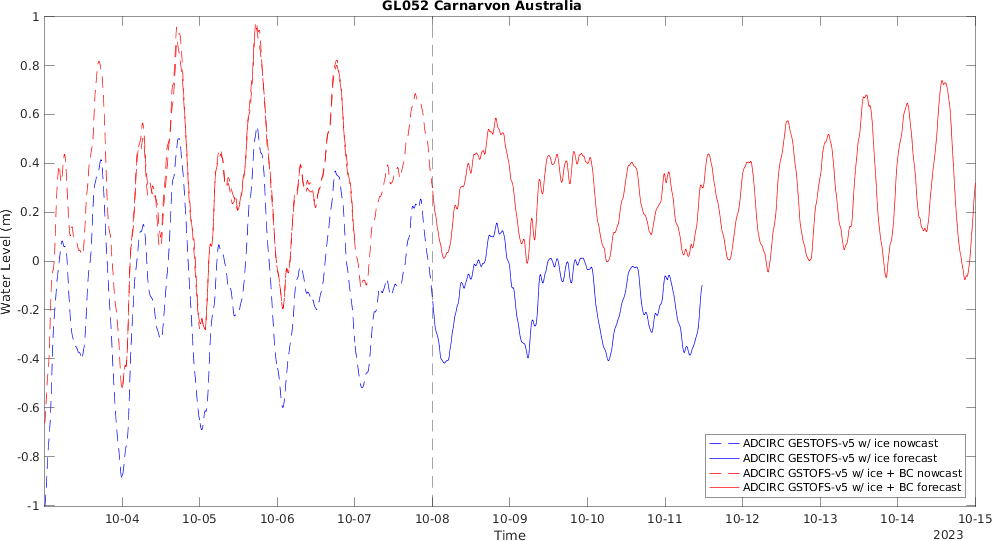 GL052 Carnarvon Australia
1
0.8
0.6
0.4
0.2
0
-0.2
-0.4
-0.6
-0.8
-1
Water Level (m)
10-04 10-05 10-06 10-07 10-08 10-09 10-10 10-11 10-12 10-13 10-14 10-15
Time
2023
ADCIRC GESTOFS-v5 w/ ice nowcast
ADCIRC GESTOFS-v5 w/ ice forecast
ADCIRC GSTOFS-v5 w/ ice + BC nowcast
ADCIRC GSTOFS-v5 w/ ice + BC forecast